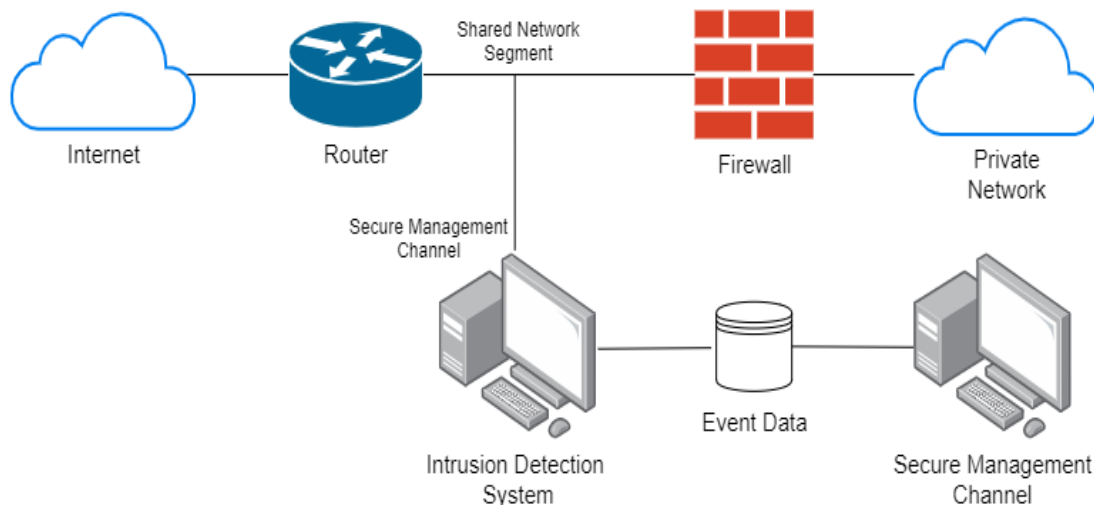 Shared Network
Segment
Internet
Router
Firewall
Private
Network
Secure Management
Channel
Event Data
Intrusion Detection
System
Secure Management
Channel